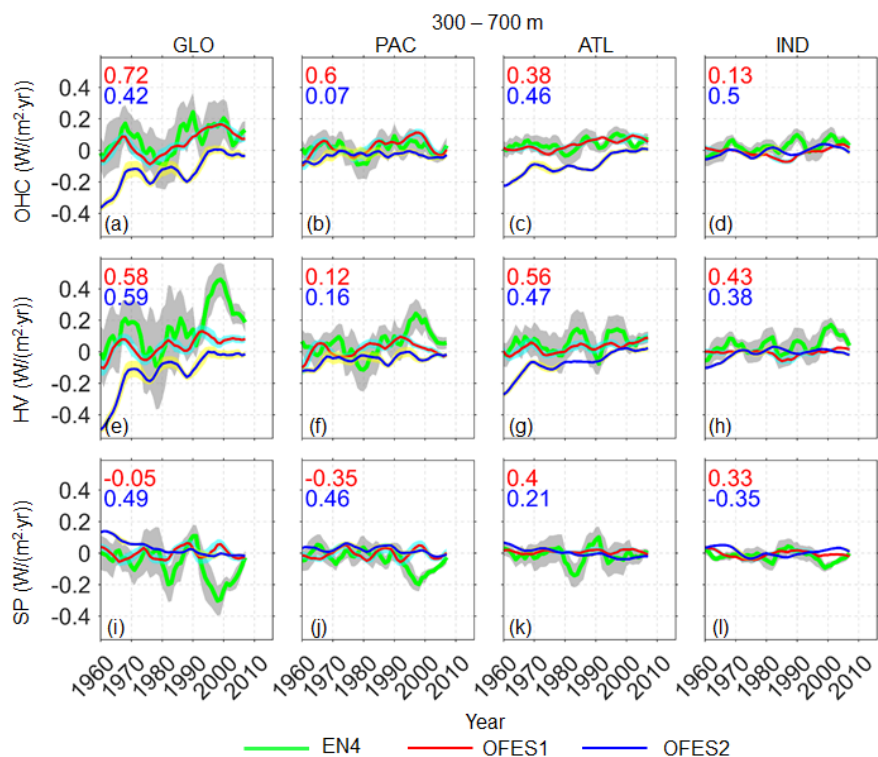 300 – 700 m
GLO PAC ATL IND
OHC (W/(m²·yr))
0.4
0.2
0
-0.2
-0.4
0.72
0.42
(a)
0.6
0.07
(b)
0.38
0.46
(c)
0.13
0.5
(d)
HV (W/(m²·yr))
0.4
0.2
0
-0.2
-0.4
0.58
0.59
(e)
0.12
0.16
(f)
0.56
0.47
(g)
0.43
0.38
(h)
SP (W/(m²·yr))
0.4
0.2
0
-0.2
-0.4
-0.05
0.49
(i)
-0.35
0.46
(j)
0.4
0.21
(k)
0.33
-0.35
(l)
1960 1970 1980 1990 2000 2010 1960 1970 1980 1990 2000 2010 1960 1970 1980 1990 2000 2010 1960 1970 1980 1990 2000 2010
Year
EN4 OFES1 OFES2